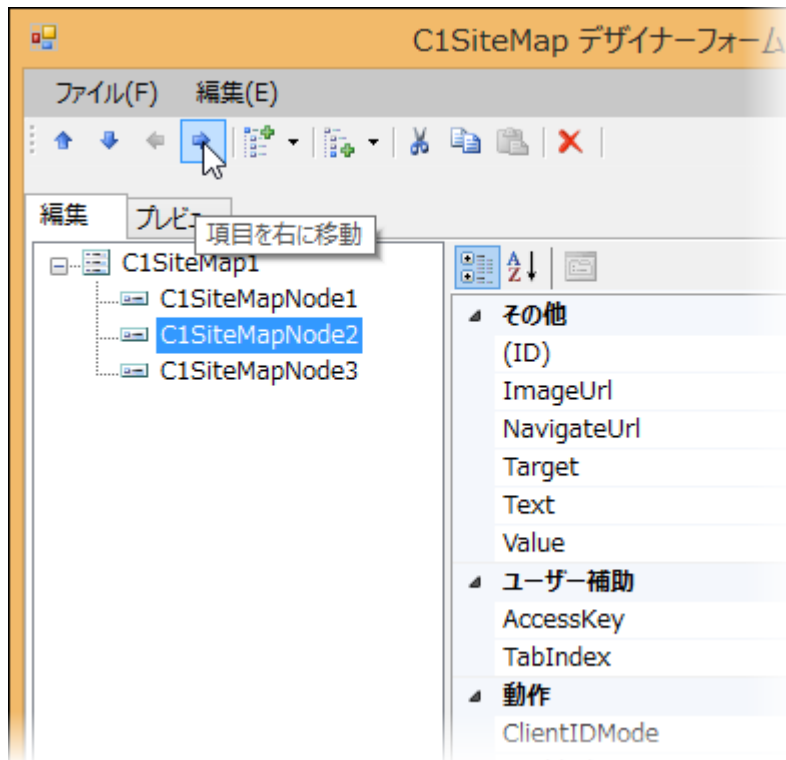 C1SiteMap デザイナーフォーム
ファイル(F) 編集(E)
編集 プレビュー
項目を右に移動
C1SiteMap1
C1SiteMapNode1
C1SiteMapNode2
C1SiteMapNode3
その他
(ID)
ImageUrl
NavigateUrl
Target
Text
Value
ユーザー補助
AccessKey
TabIndex
動作
ClientIDMode